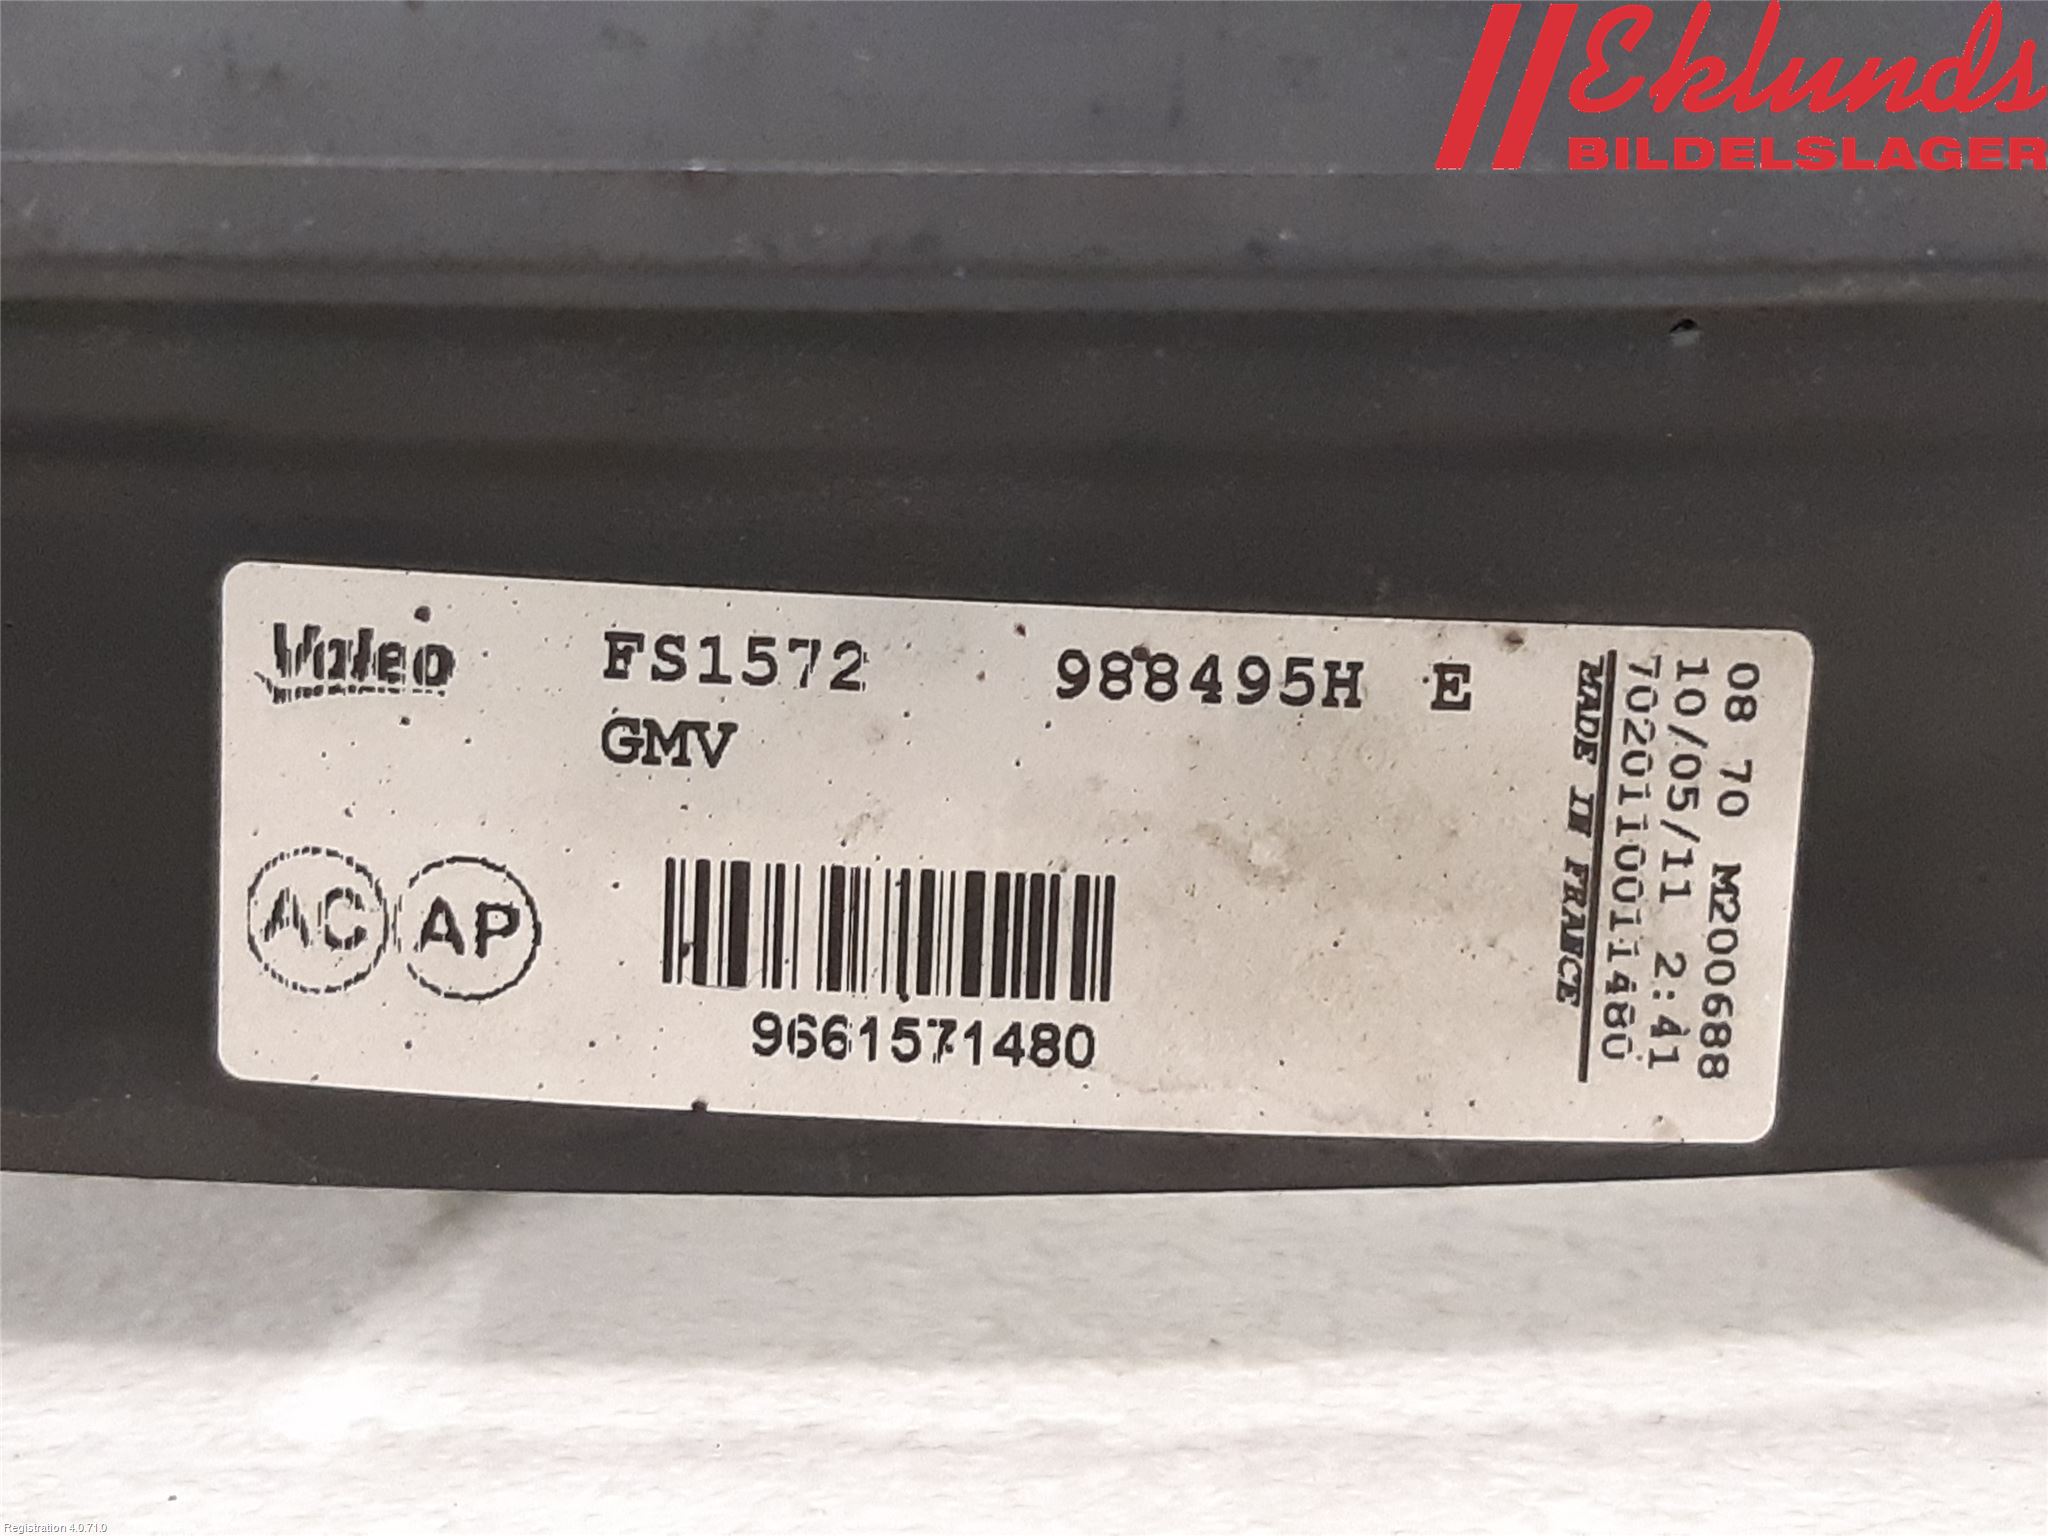 Eklunds
BILDELSLAGER
Valeo
FS1572 988495H E
GMV
AC AP
9661571480
08 70 M200688
10/05/11 2:41
7020110011480
MADE IN FRANCE
Registration 4.0.71.0